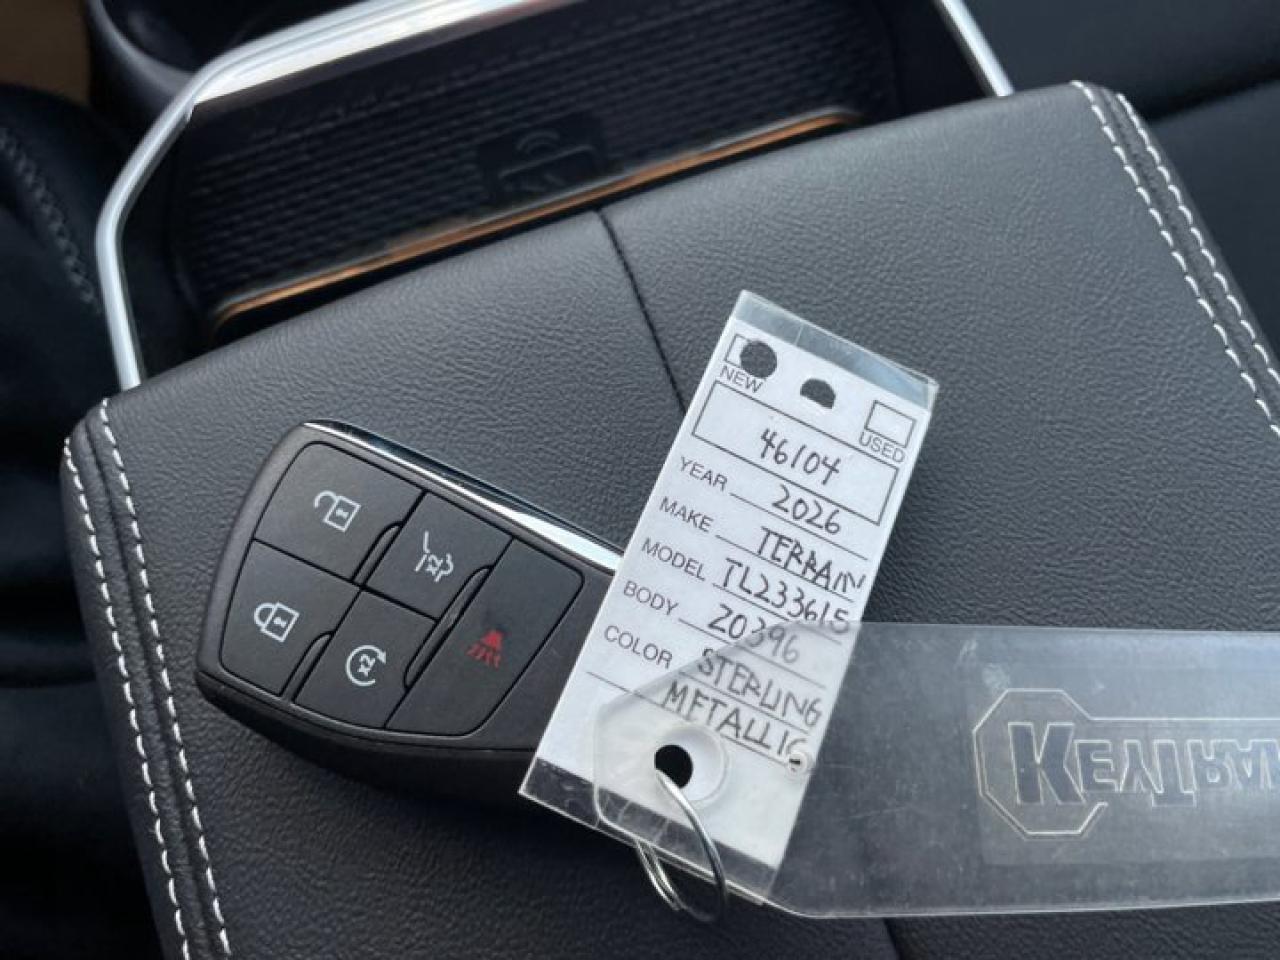 NEW
USED
46104
YEAR 2026
MAKE TERRAIN
MODEL TL233615
BODY Z0396
COLOR STERLING
METALLIC
KEYTRAK